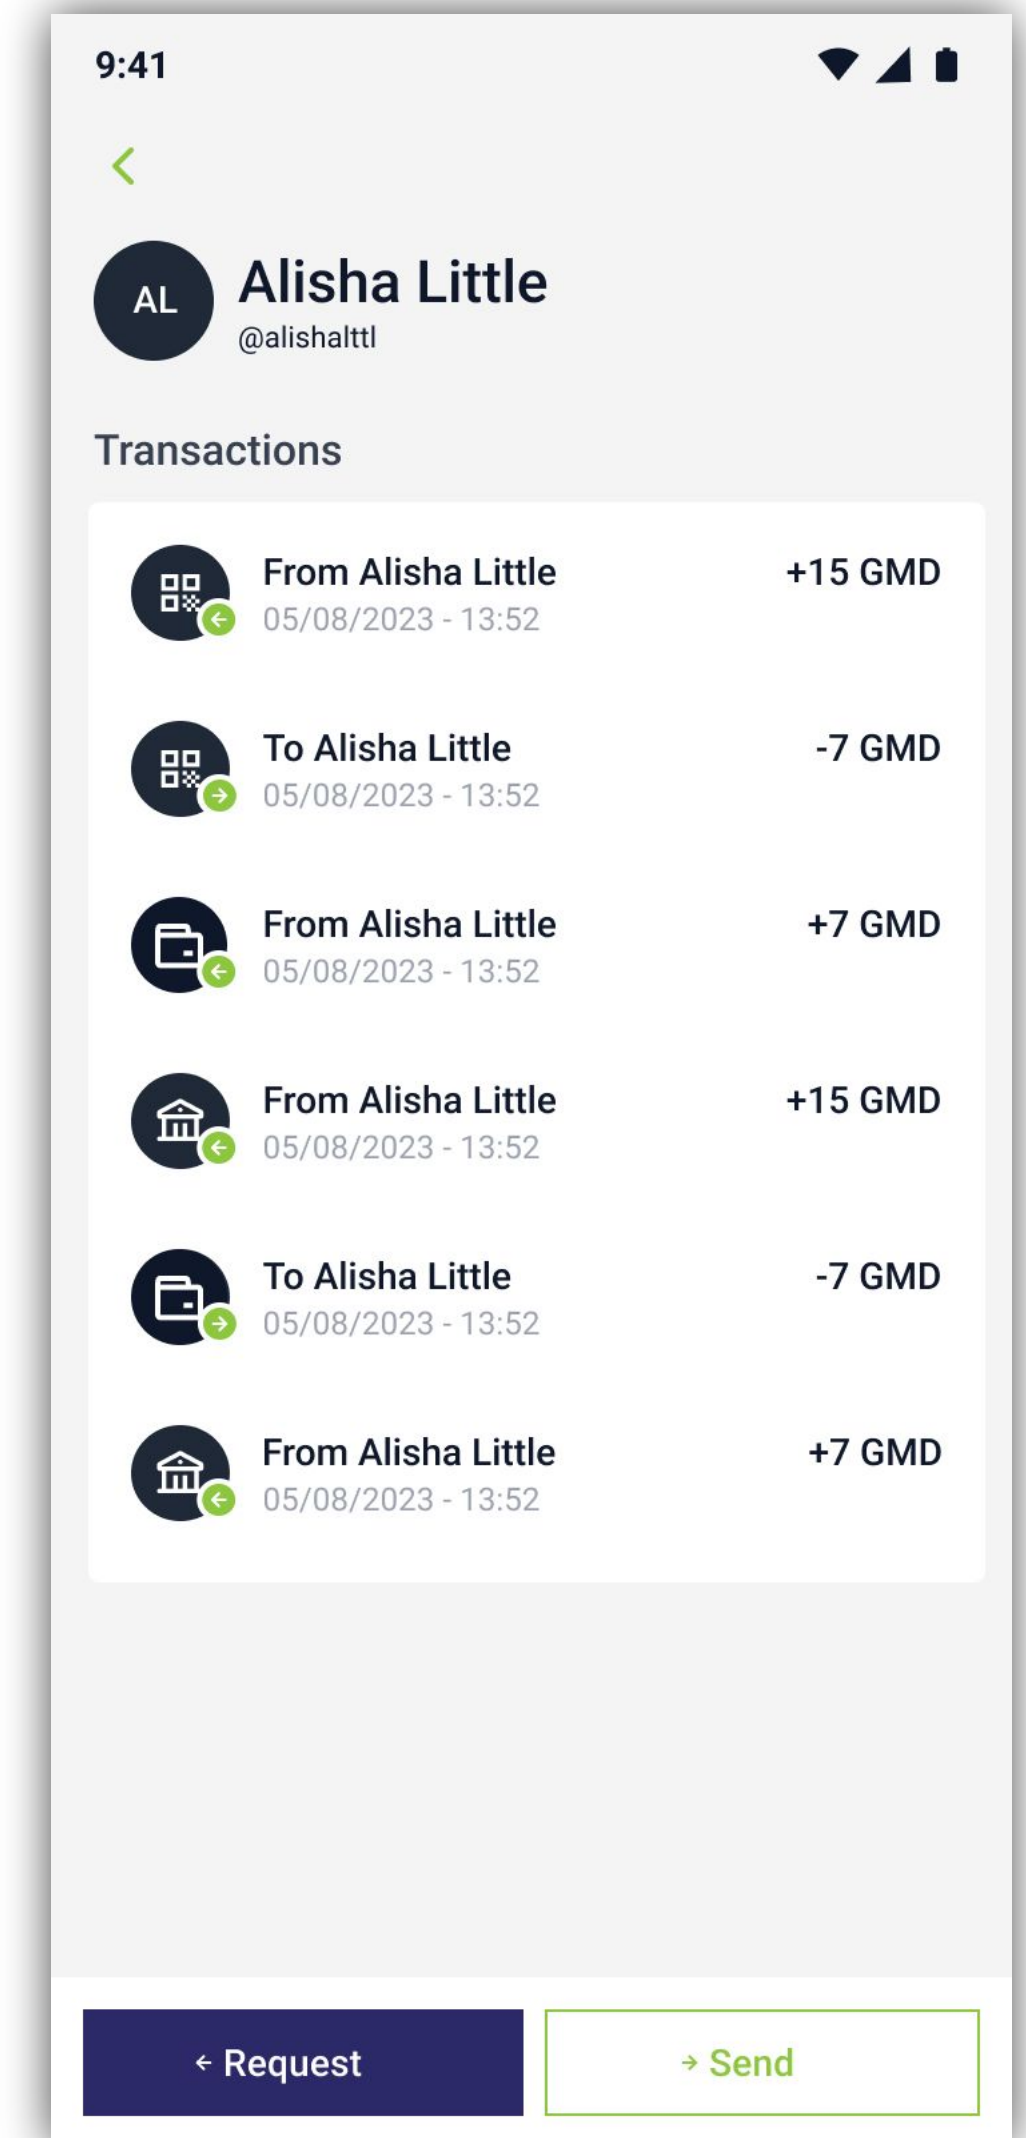 9:41
AL
Alisha Little
@alishalttl
Transactions
From Alisha Little
+15 GMD
05/08/2023 - 13:52
To Alisha Little
-7 GMD
05/08/2023 - 13:52
From Alisha Little
+7 GMD
05/08/2023 - 13:52
From Alisha Little
+15 GMD
05/08/2023 - 13:52
To Alisha Little
-7 GMD
05/08/2023 - 13:52
From Alisha Little
+7 GMD
05/08/2023 - 13:52
← Request
→ Send